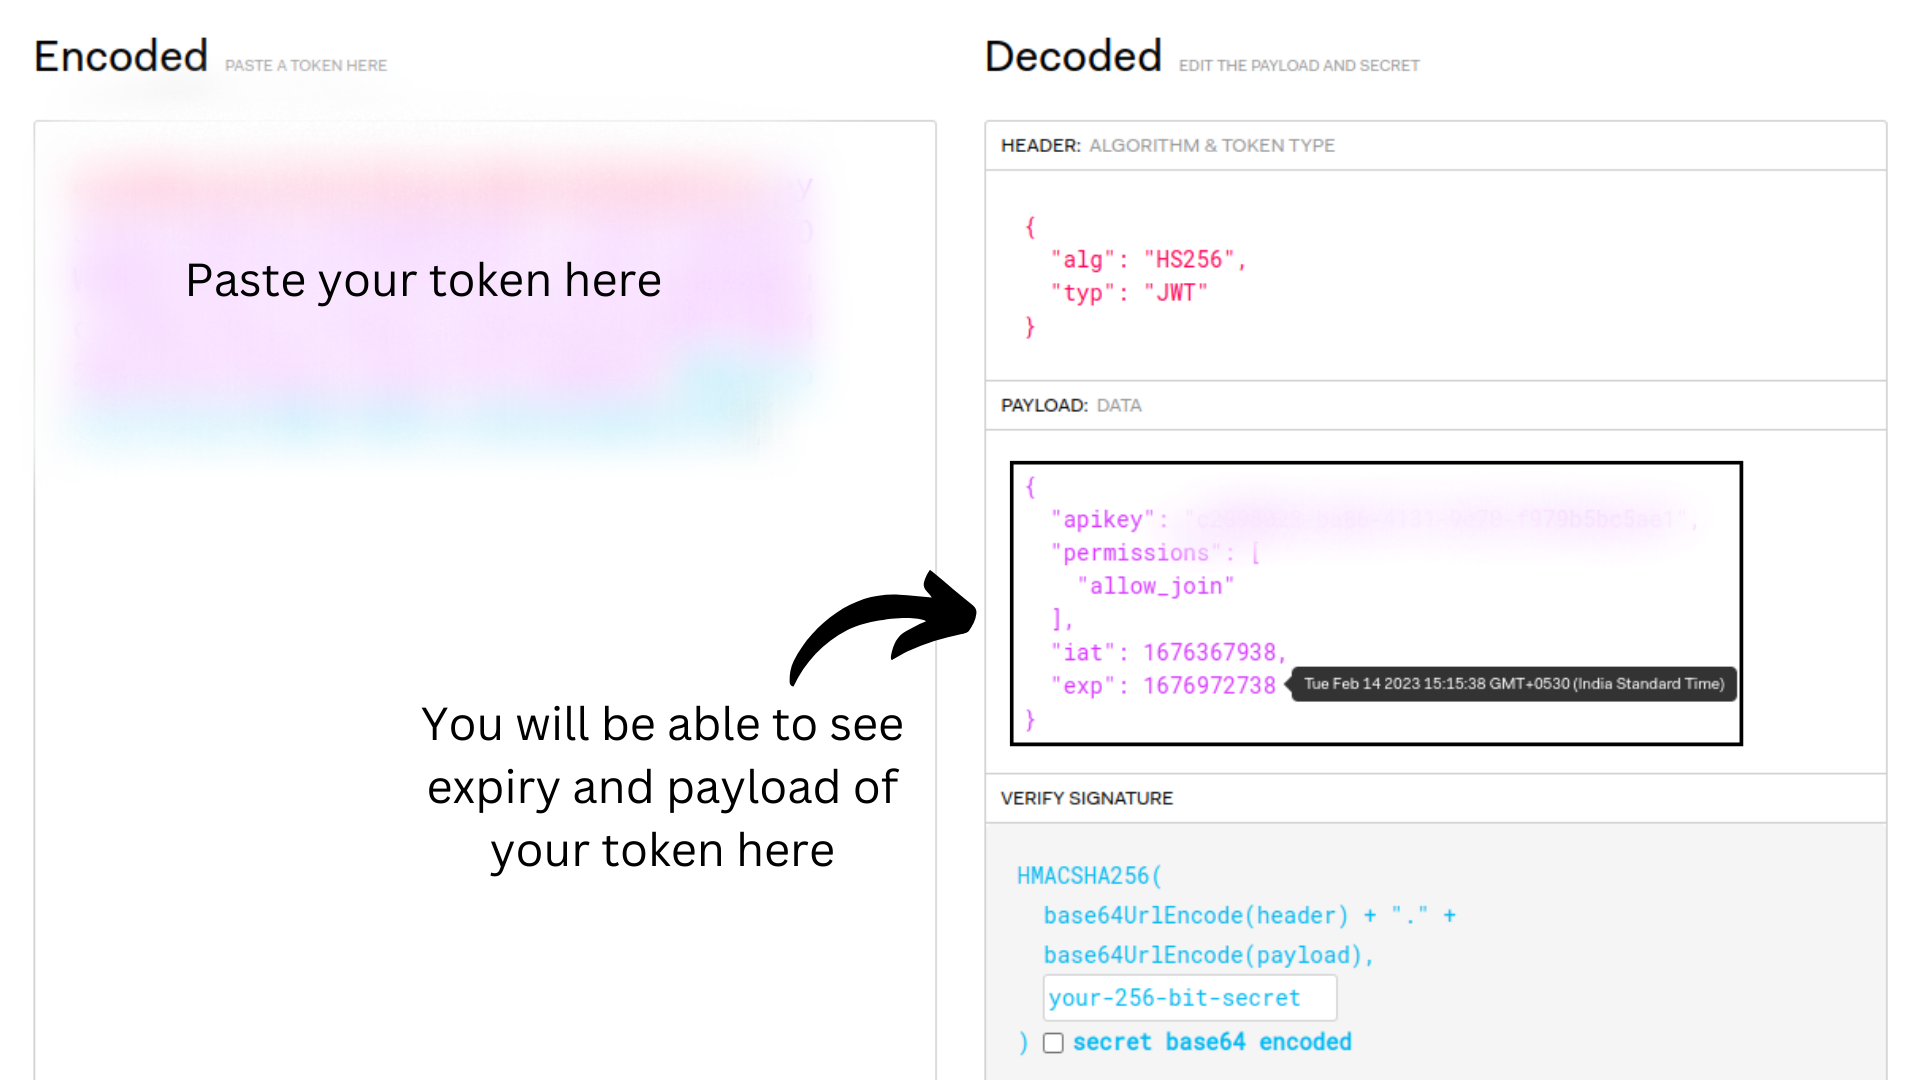 Encoded PASTE A TOKEN HERE
Paste your token here
You will be able to see
expiry and payload of
your token here
Decoded EDIT THE PAYLOAD AND SECRET
HEADER: ALGORITHM & TOKEN TYPE
{
"alg": "HS256",
"typ": "JWT"
}
PAYLOAD: DATA
{
"apikey":
"permissions": [
"allow_join"
],
"iat": 1676367938,
"exp": 1676972738
Tue Feb 14 2023 15:15:38 GMT+0530 (India Standard Time)
}
VERIFY SIGNATURE
HMACSHA256(
base64UrlEncode(header) + "." +
base64UrlEncode(payload),
your-256-bit-secret
) secret base64 encoded